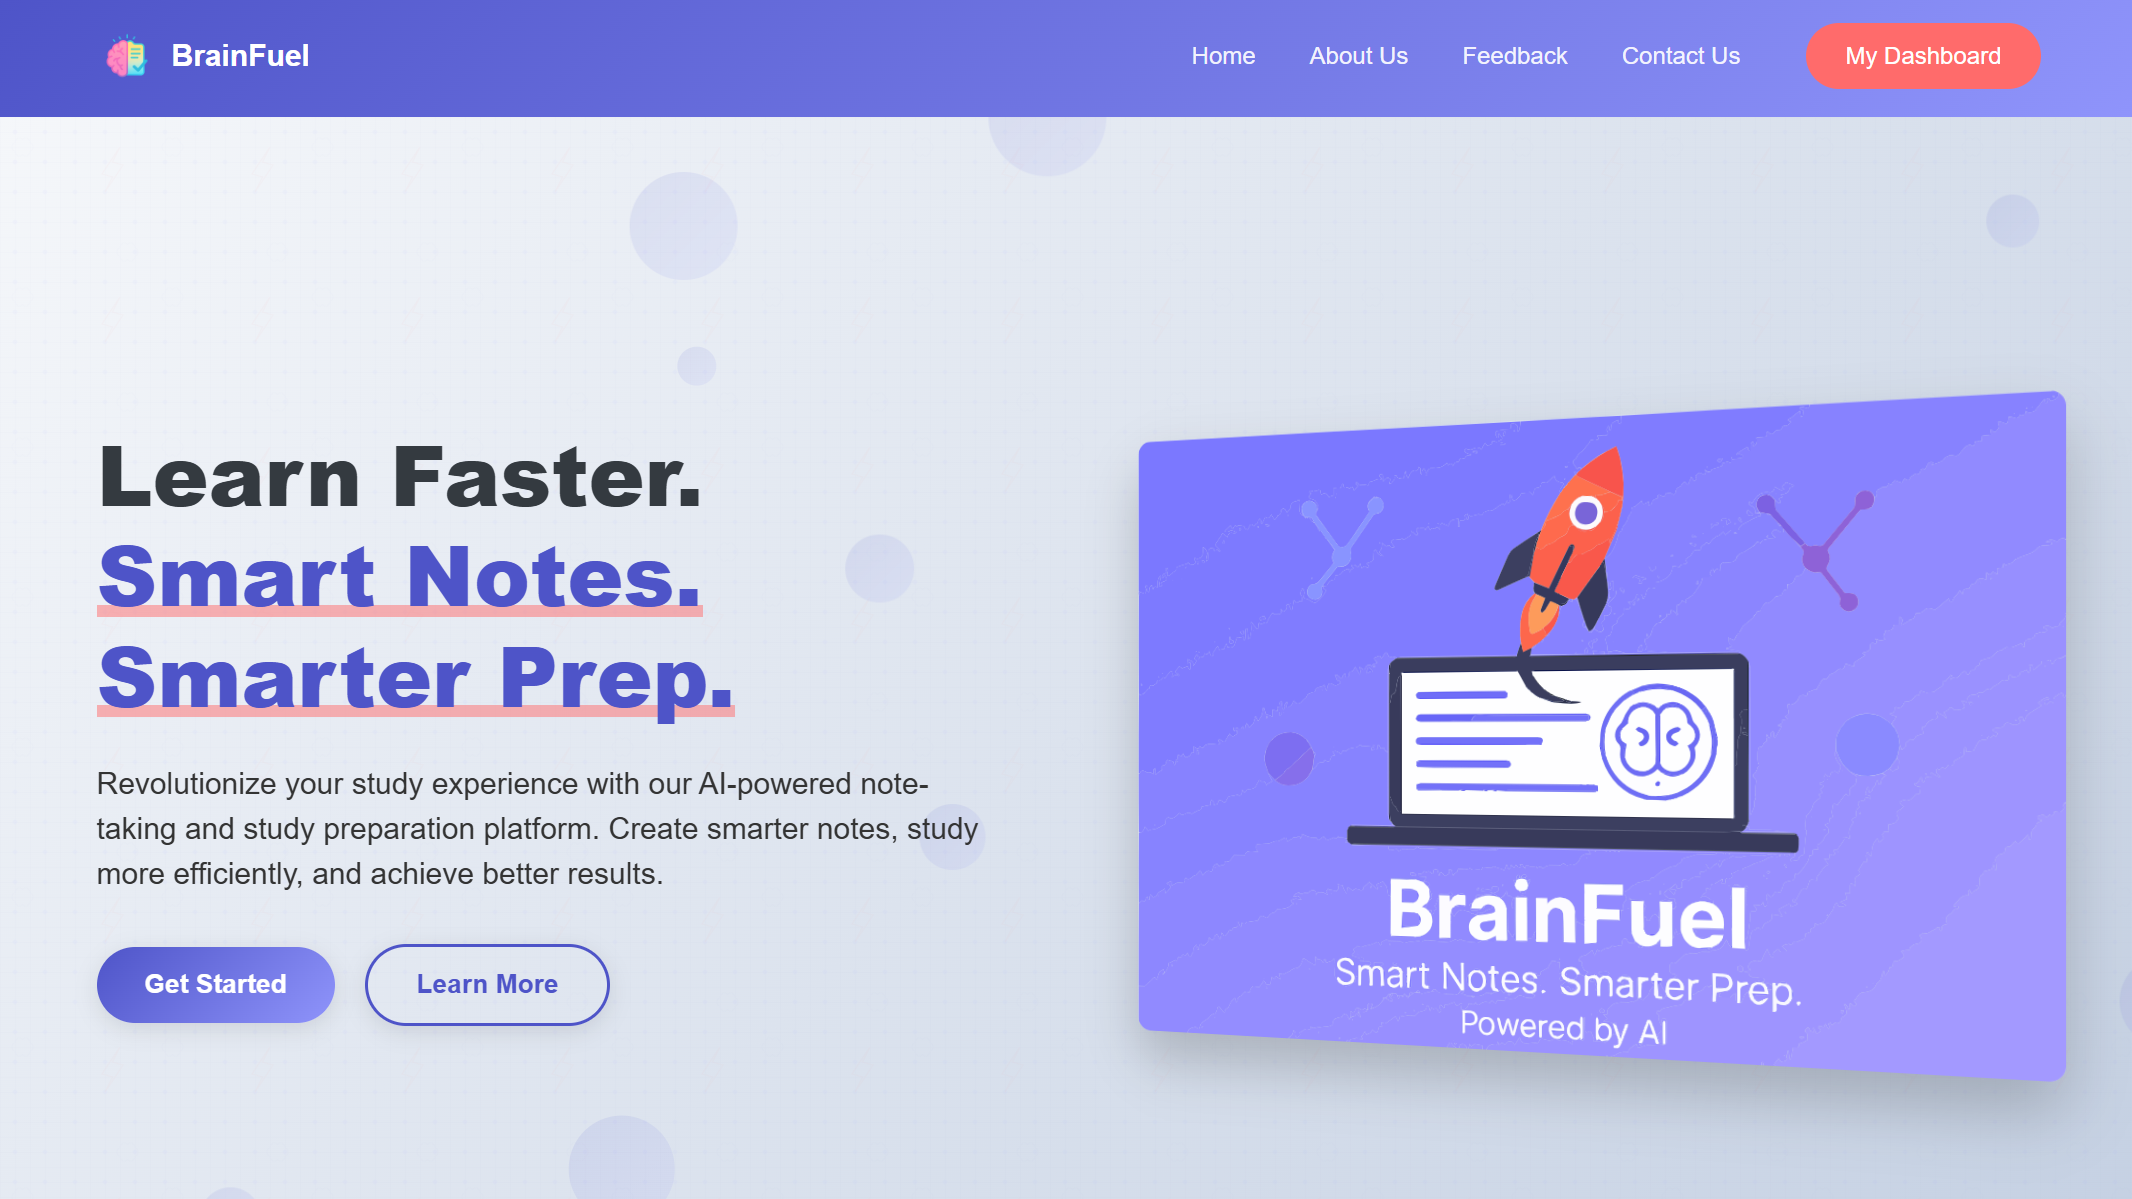 BrainFuel
Home
About Us
Feedback
Contact Us
My Dashboard
Learn Faster.
Smart Notes.
Smarter Prep.
Revolutionize your study experience with our AI-powered note-
taking and study preparation platform. Create smarter notes, study
more efficiently, and achieve better results.
Get Started
Learn More
BrainFuel
Smart Notes. Smarter Prep.
Powered by AI